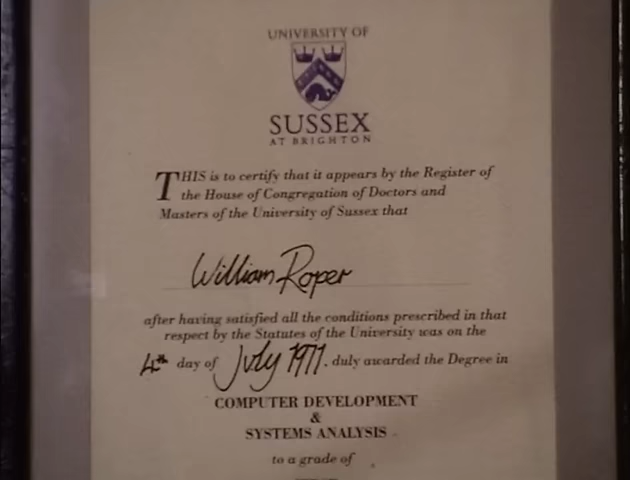 UNIVERSITY OF
SUSSEX
AT BRIGHTON
THIS is to certify that it appears by the Register of
the House of Congregation of Doctors and
Masters of the University of Sussex that
William Roper
after having satisfied all the conditions prescribed in that
respect by the Statutes of the University was on the
4th day of July 1971, duly awarded the Degree in
COMPUTER DEVELOPMENT
&
SYSTEMS ANALYSIS
to a grade of